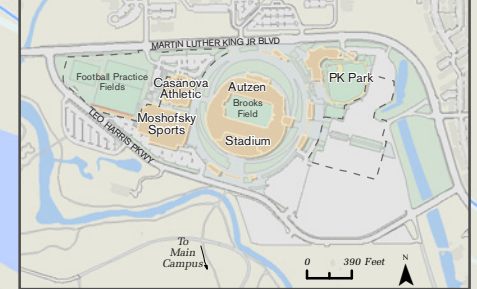 MARTIN LUTHER KING JR BLVD
Football Practice
Fields
Casanova
Athletic
Autzen
Brooks
Field
Stadium
PK Park
Moshofsky
Sports
LEO HARRIS PKWY
To
Main
Campus
0 390 Feet
N